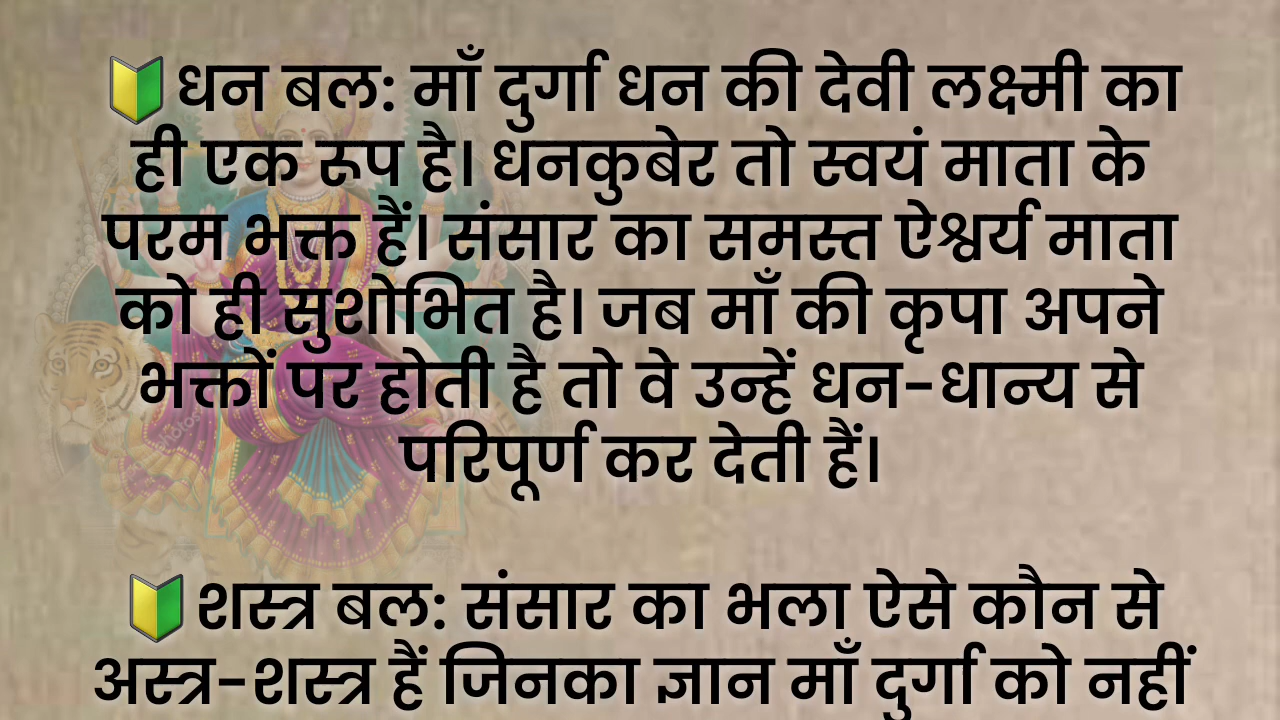 🔰धन बल: माँ दुर्गा धन की देवी लक्ष्मी का
ही एक रूप है। धनकुबेर तो स्वयं माता के
परम भक्त हैं। संसार का समस्त ऐश्वर्य माता
को ही सुशोभित है। जब माँ की कृपा अपने
भक्तों पर होती है तो वे उन्हें धन-धान्य से
परिपूर्ण कर देती हैं।
🔰शस्त्र बल: संसार का भला ऐसे कौन से
अस्त्र-शस्त्र हैं जिनका ज्ञान माँ दुर्गा को नहीं